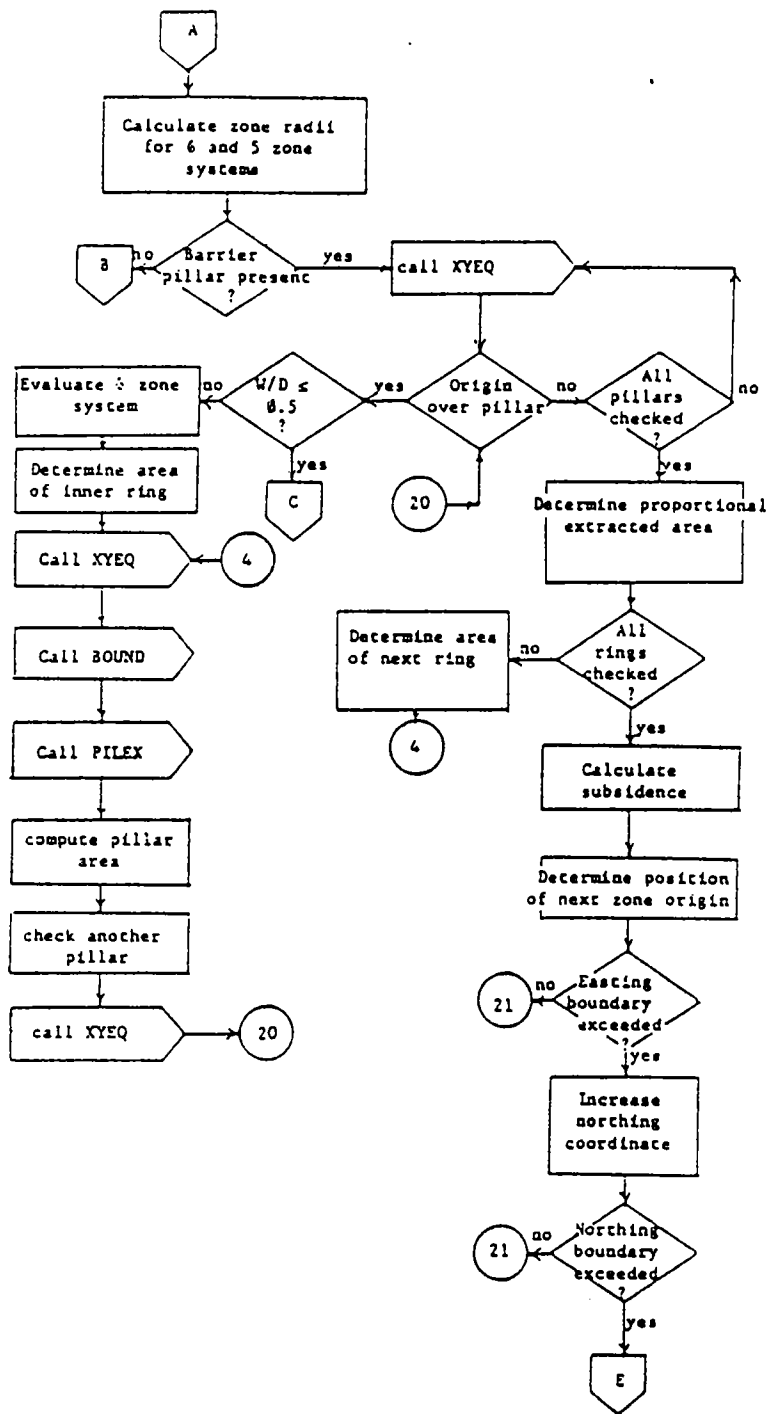 A
Calculate zone radii
for 6 and 5 zone
systems
B
no
Barrier
pillar present
?
yes
call XYEQ
Evaluate
zone
system
no
W/D ≤
0.5
?
yes
Origin
over pillar
no
All
pillars
checked
?
no
yes
C
20
yes
Determine area
of inner ring
Determine proportional
extracted area
Call XYEQ
4
Determine area
of next ring
no
All
rings
checked
?
Call BOUND
4
yes
Call PILEX
Calculate
subsidence
compute pillar
area
Determine position
of next zone origin
check another
pillar
21
no
Easting
boundary
exceeded
?
yes
call XYEQ
20
Increase
northing
coordinate
21
no
Northing
boundary
exceeded
?
yes
E